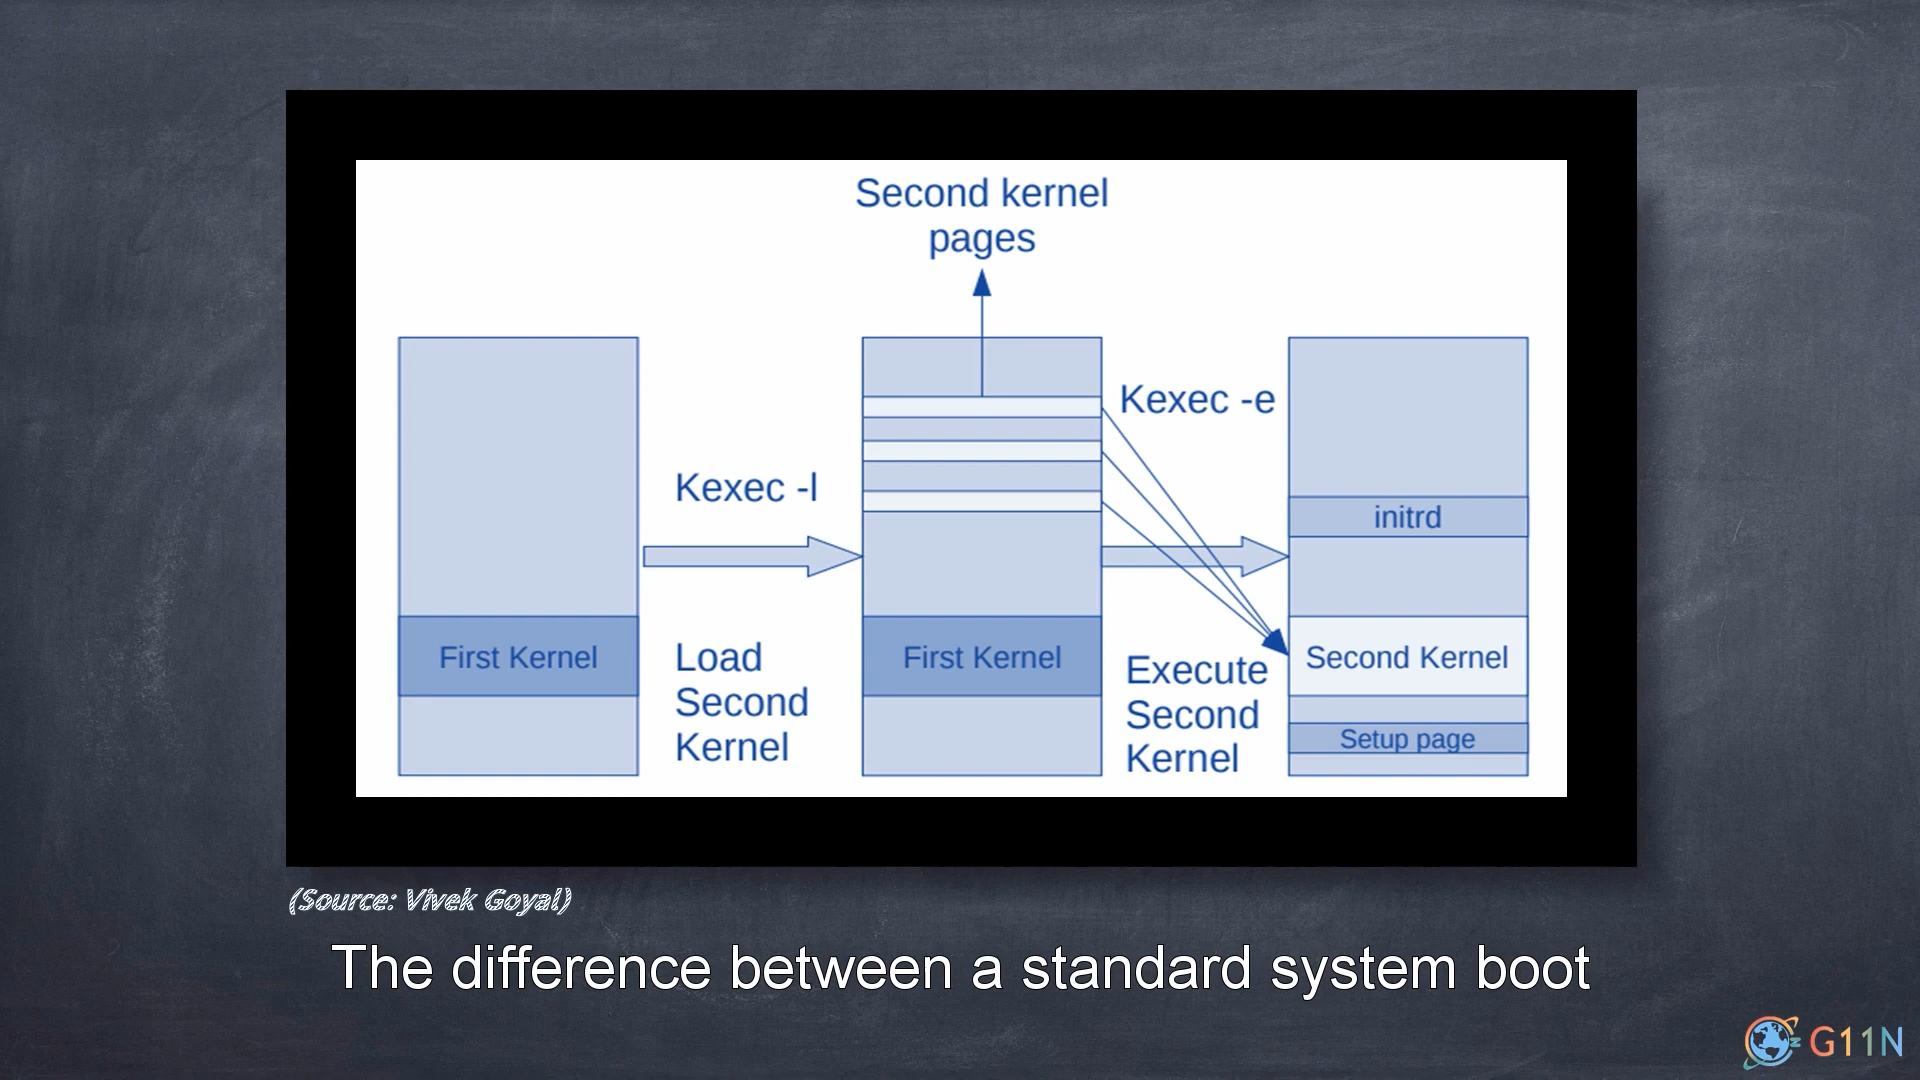 Second kernel
pages
Kexec -e
Kexec -l
initrd
First Kernel
Load
Second
Kernel
First Kernel
Execute
Second
Kernel
Second Kernel
Setup page
(Source: Vivek Goyal)
The difference between a standard system boot
G11N